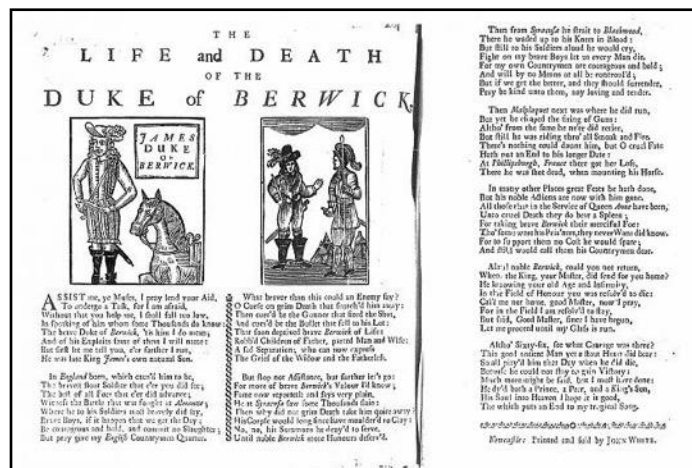 THE
LIFE and DEATH
OF THE
DUKE of BERWICK.
JAMES
DUKE
OF
BERWICK.
ASSIST me, ye Muses, I pray lend your Aid,
To undergo a Task, for I am afraid,
Without that you help me, I shall fall too low,
In speaking of him whom some Thousands do know:
The brave Duke of Berwick, 'tis him I do mean;
And of his Exploits some of them I will name:
But first let me tell you, e'er farther I run,
He was late King James's own natural Son.
In England born, which cres'd him to be,
The bravest stout Soldier that e'er you did see;
The best of all Foes that e'er did advance;
Witness the Battle that was fought at Almanza;
Where he to his Soldiers most bravely did say,
Brave Boys, if it happen that we get the Day;
Be couragious and bold, and commit no Slaughter;
But pray give my English Countrymen Quarter.
What braver than this could an Enemy say?
O Curse on grim Death that snatch'd him away:
Then curs'd be the Gunner that fired the Shot,
And curs'd be the Bullet that fell to his Lot:
That soon deprived brave Berwick of Life:
Robb'd Children of Father, parted Man and Wife:
A sad Separation, who can now express
The Grief of the Widow and the Fatherless.
But stop not Assistance, but further let's go:
For more of brave Berwick's Valour I'd know;
Fame now reporteth and says very plain,
He at Syracuse saw some Thousands slain:
Then why did not grim Death take him quite away?
His Corpse would long since have moulder'd to Clay:
No, no, his Summons he deny'd to serve,
Until noble Berwick more Honours deserv'd.
Then from Syracuse he strait to Blackwood,
There he waded up to his Knees in Blood:
But still to his Soldiers aloud he would cry,
Fight on my brave Boys let us every Man die.
For my own Countrymen are couragious and bold;
And will by no Means at all be controul'd;
But if we get the better, and they should surrender,
Pray be kind unto them, nay loving and tender.
Then Malplaquet next was where he did run,
But yet he escap'd the firing of Guns:
Altho' from the same he ne'er did retire,
But still he was riding thro' all Smoak and Fire.
There's nothing could daunt him, but O cruel Fate
Hath put an End to his longer Date:
At Phillipsburgh, France there got her Loss,
There he was shot dead, when mounting his Horse.
In many other Places great Feats he hath done,
But his noble Actions are now with him gone.
All those that in the Service of Queen Anne have been,
Unto cruel Death they do bear a Spleen;
For taking brave Berwick their merciful Foe:
Tho' some were his Pris'ners, they never Want did know.
For to support them no Cost he would spare;
And still would call them his Countrymen dear.
Alas! noble Berwick, could you not return,
When the King, your Master, did send for you home?
He knowing your old Age and Infirmity,
In the Field of Honour you was resolv'd to die:
Call me not home, good Master, now I pray,
For in the Field I am resolv'd to stay,
But said, Good Master, since I have begun,
Let me proceed until my Glass is run.
Altho' Sixty-six, see what Courage was there?
This good antient Man yet a stout Heart did bear:
So all pity'd him that Day when he did die,
Because he could not stay to gain Victory:
Much more might be said, but I must have done:
He dy'd both a Prince, a Peer, and a King's Son,
His Soul into Heaven I hope it is good,
The which puts an End to my tragical Song.
Newcastle: Printed and sold by JOHN WHITE.